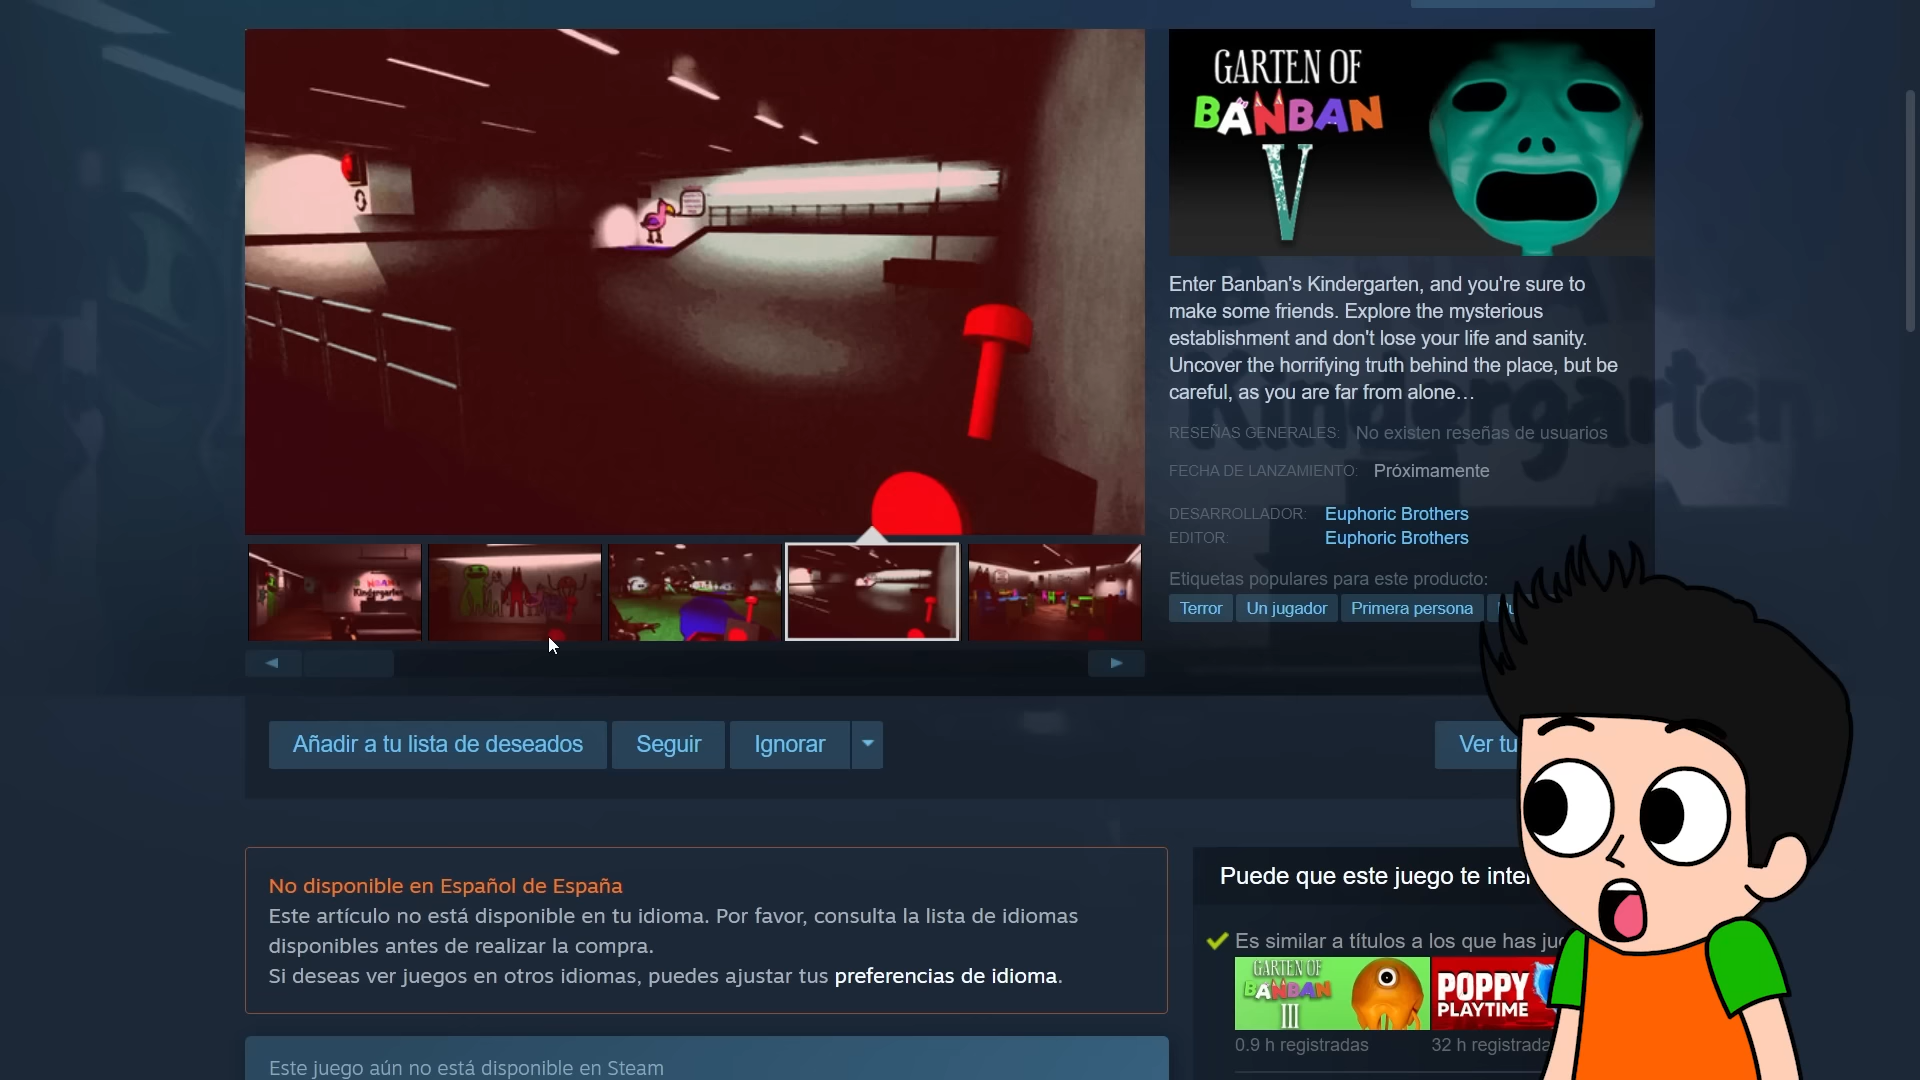 GARTEN OF
BANBAN
V
Enter Banban's Kindergarten, and you're sure to
make some friends. Explore the mysterious
establishment and don't lose your life and sanity.
Uncover the horrifying truth behind the place, but be
careful, as you are far from alone…
Kindergarten
RESEÑAS GENERALES: No existen reseñas de usuarios
FECHA DE LANZAMIENTO: Próximamente
DESARROLLADOR: Euphoric Brothers
EDITOR: Euphoric Brothers
Etiquetas populares para este producto:
Terror Un jugador Primera persona
BANBAN
Kindergarten
Añadir a tu lista de deseados Seguir Ignorar Ver tu
No disponible en Español de España
Este artículo no está disponible en tu idioma. Por favor, consulta la lista de idiomas
disponibles antes de realizar la compra.
Si deseas ver juegos en otros idiomas, puedes ajustar tus preferencias de idioma.
Puede que este juego te inter
Es similar a títulos a los que has jug
GARTEN OF
BANBAN
III
POPPY
PLAYTIME
0.9 h registradas 32 h registrada
Este juego aún no está disponible en Steam